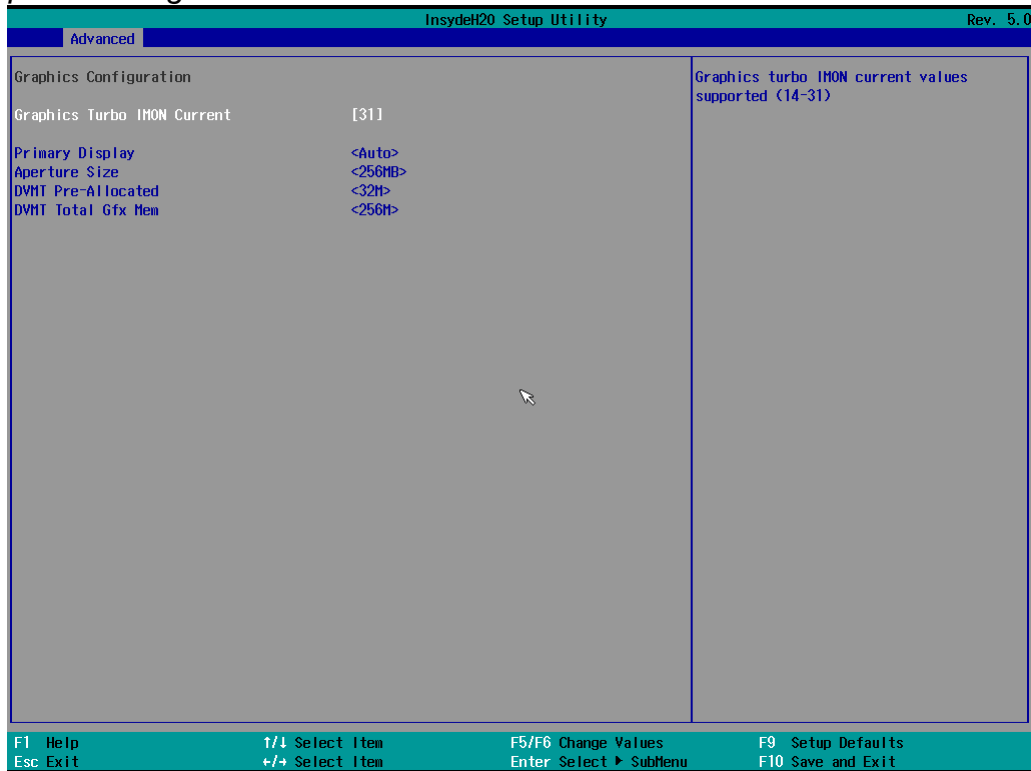 InsydeH20 Setup Utility Rev. 5.0
Advanced
Graphics Configuration
Graphics Turbo IMON Current [31]
Primary Display <Auto>
Aperture Size <256MB>
DVMT Pre-Allocated <32M>
DVMT Total Gfx Mem <256M>
Graphics turbo IMON current values
supported (14-31)
F1 Help ↑/↓ Select Item F5/F6 Change Values F9 Setup Defaults
Esc Exit ←/→ Select Item Enter Select ▶ SubMenu F10 Save and Exit